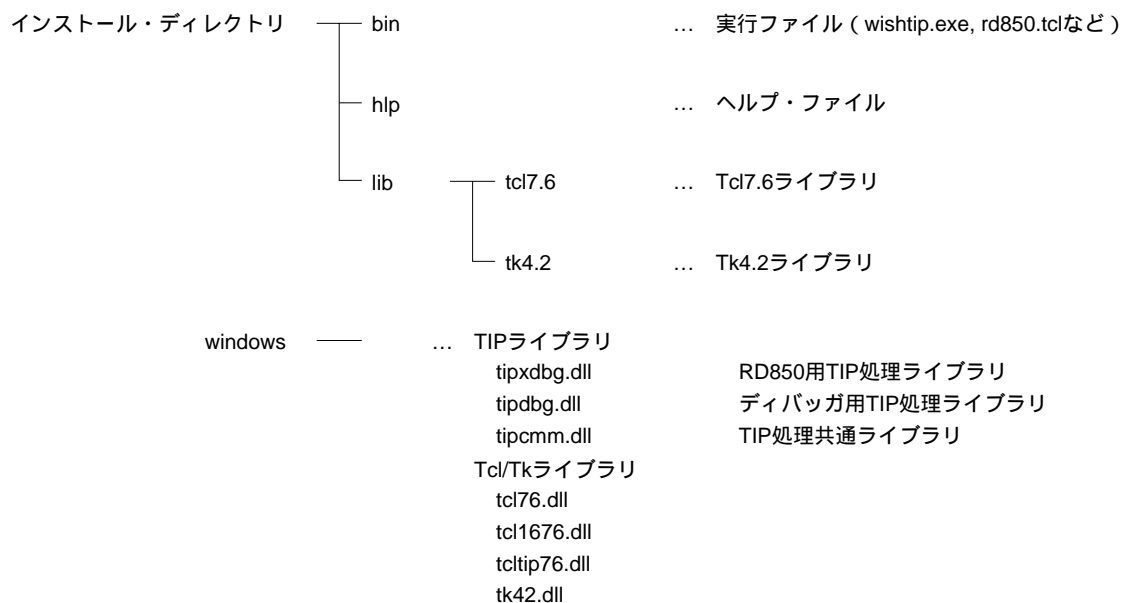 インストール・ディレクトリ bin … 実行ファイル（wishtip.exe, rd850.tclなど）
hlp … ヘルプ・ファイル
lib tcl7.6 … Tcl7.6ライブラリ
tk4.2 … Tk4.2ライブラリ
windows … TIPライブラリ
tipxdbg.dll RD850用TIP処理ライブラリ
tipdbg.dll ディバッガ用TIP処理ライブラリ
tipcmm.dll TIP処理共通ライブラリ
Tcl/Tkライブラリ
tcl76.dll
tcl1676.dll
tcltip76.dll
tk42.dll